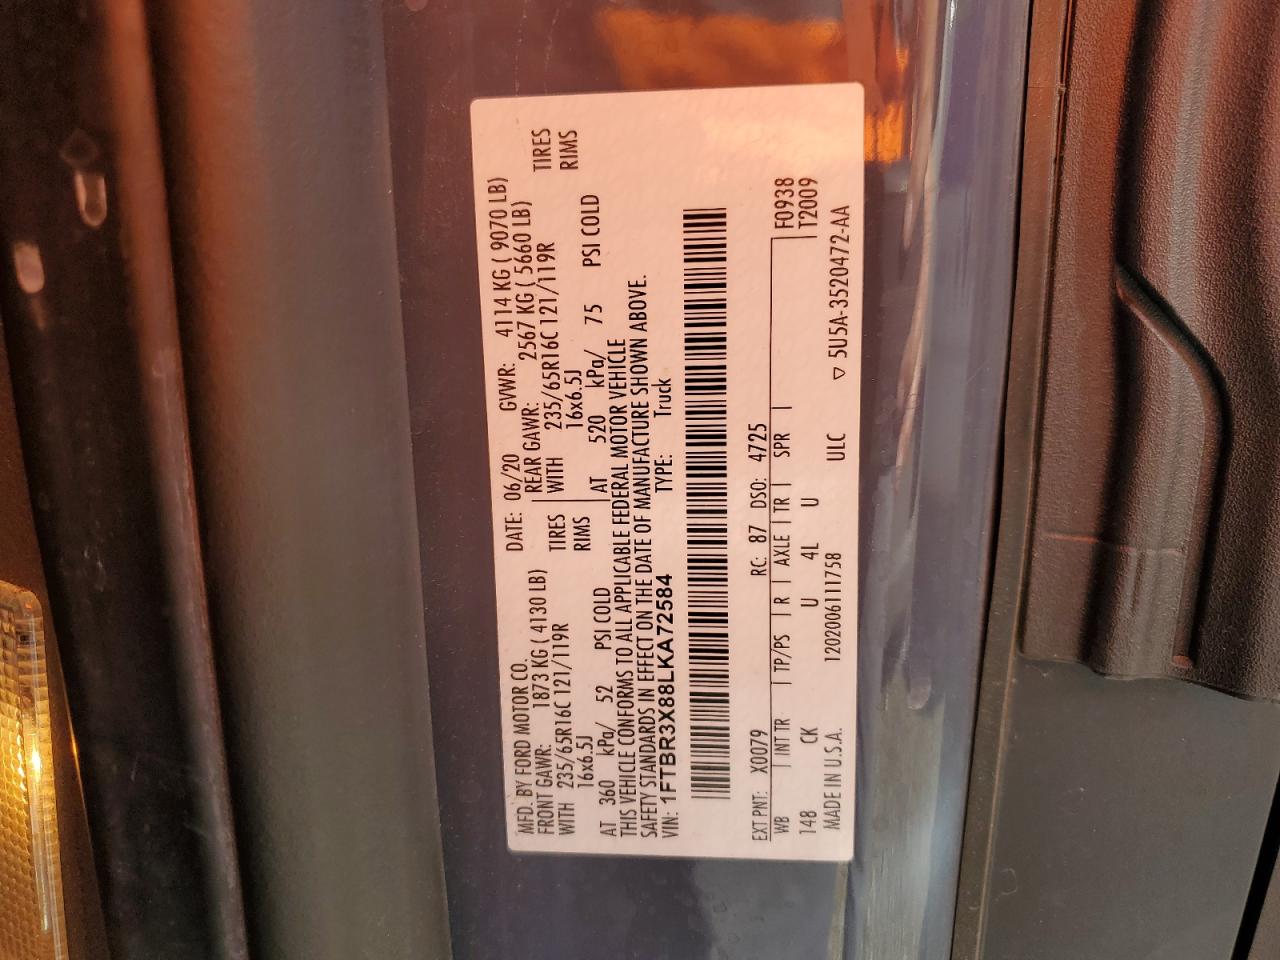 MFD. BY FORD MOTOR CO.
DATE: 06/20 GVWR: 4114 KG ( 9070 LB)
FRONT GAWR: 1873 KG ( 4130 LB) REAR GAWR: 2567 KG ( 5660 LB)
WITH 235/65R16C 121/119R TIRES WITH 235/65R16C 121/119R TIRES
16x6.5J RIMS 16x6.5J RIMS
AT 360 kPa/ 52 PSI COLD AT 520 kPa/ 75 PSI COLD
THIS VEHICLE CONFORMS TO ALL APPLICABLE FEDERAL MOTOR VEHICLE
SAFETY STANDARDS IN EFFECT ON THE DATE OF MANUFACTURE SHOWN ABOVE.
VIN: 1FTBR3X88LKA72584 TYPE: Truck
EXT PNT: X0079 RC: 87 DSO: 4725
WB | INT TR | TP/PS | R | AXLE | TR | SPR | F0938
148 CK U 4L U T2009
MADE IN U.S.A. 1202006111758 ULC ▽ 5U5A-3520472-AA